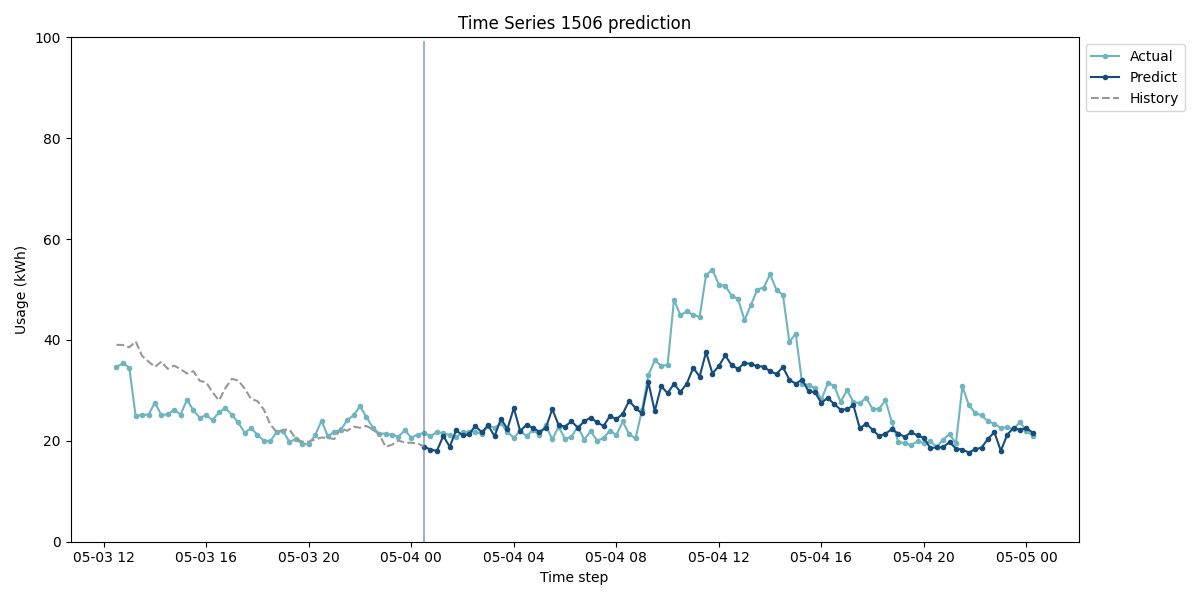 Time Series 1506 prediction
100
80
60
40
20
0
Usage (kWh)
05-03 12
05-03 16
05-03 20
05-04 00
05-04 04
05-04 08
05-04 12
05-04 16
05-04 20
05-05 00
Time step
Actual
Predict
History